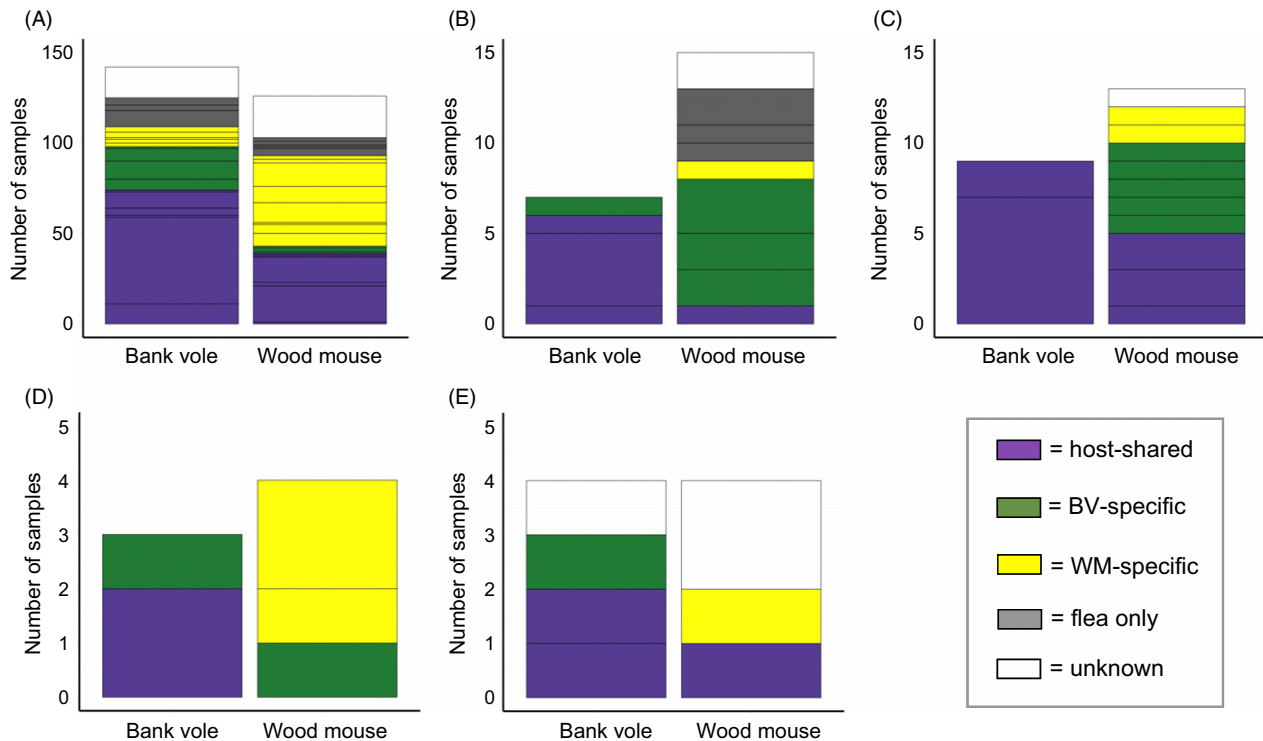 (A)
Number of samples
150
100
50
0
Bank vole
Wood mouse
(B)
Number of samples
15
10
5
0
Bank vole
Wood mouse
(C)
Number of samples
15
10
5
0
Bank vole
Wood mouse
(D)
Number of samples
5
4
3
2
1
0
Bank vole
Wood mouse
(E)
Number of samples
5
4
3
2
1
0
Bank vole
Wood mouse
= host-shared
= BV-specific
= WM-specific
= flea only
= unknown